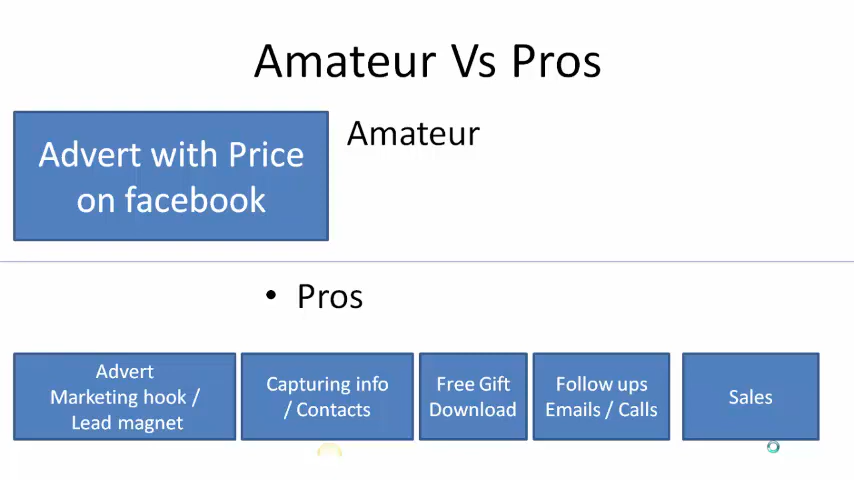 Amateur Vs Pros
Advert with Price
on facebook
Amateur
• Pros
Advert
Marketing hook /
Lead magnet
Capturing info
/ Contacts
Free Gift
Download
Follow ups
Emails / Calls
Sales